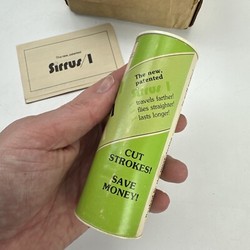 Sirrus/1
The new,
patented
Sirrus/1
travels farther!
flies straighter!
lasts longer!
CUT
STROKES!
SAVE
MONEY!